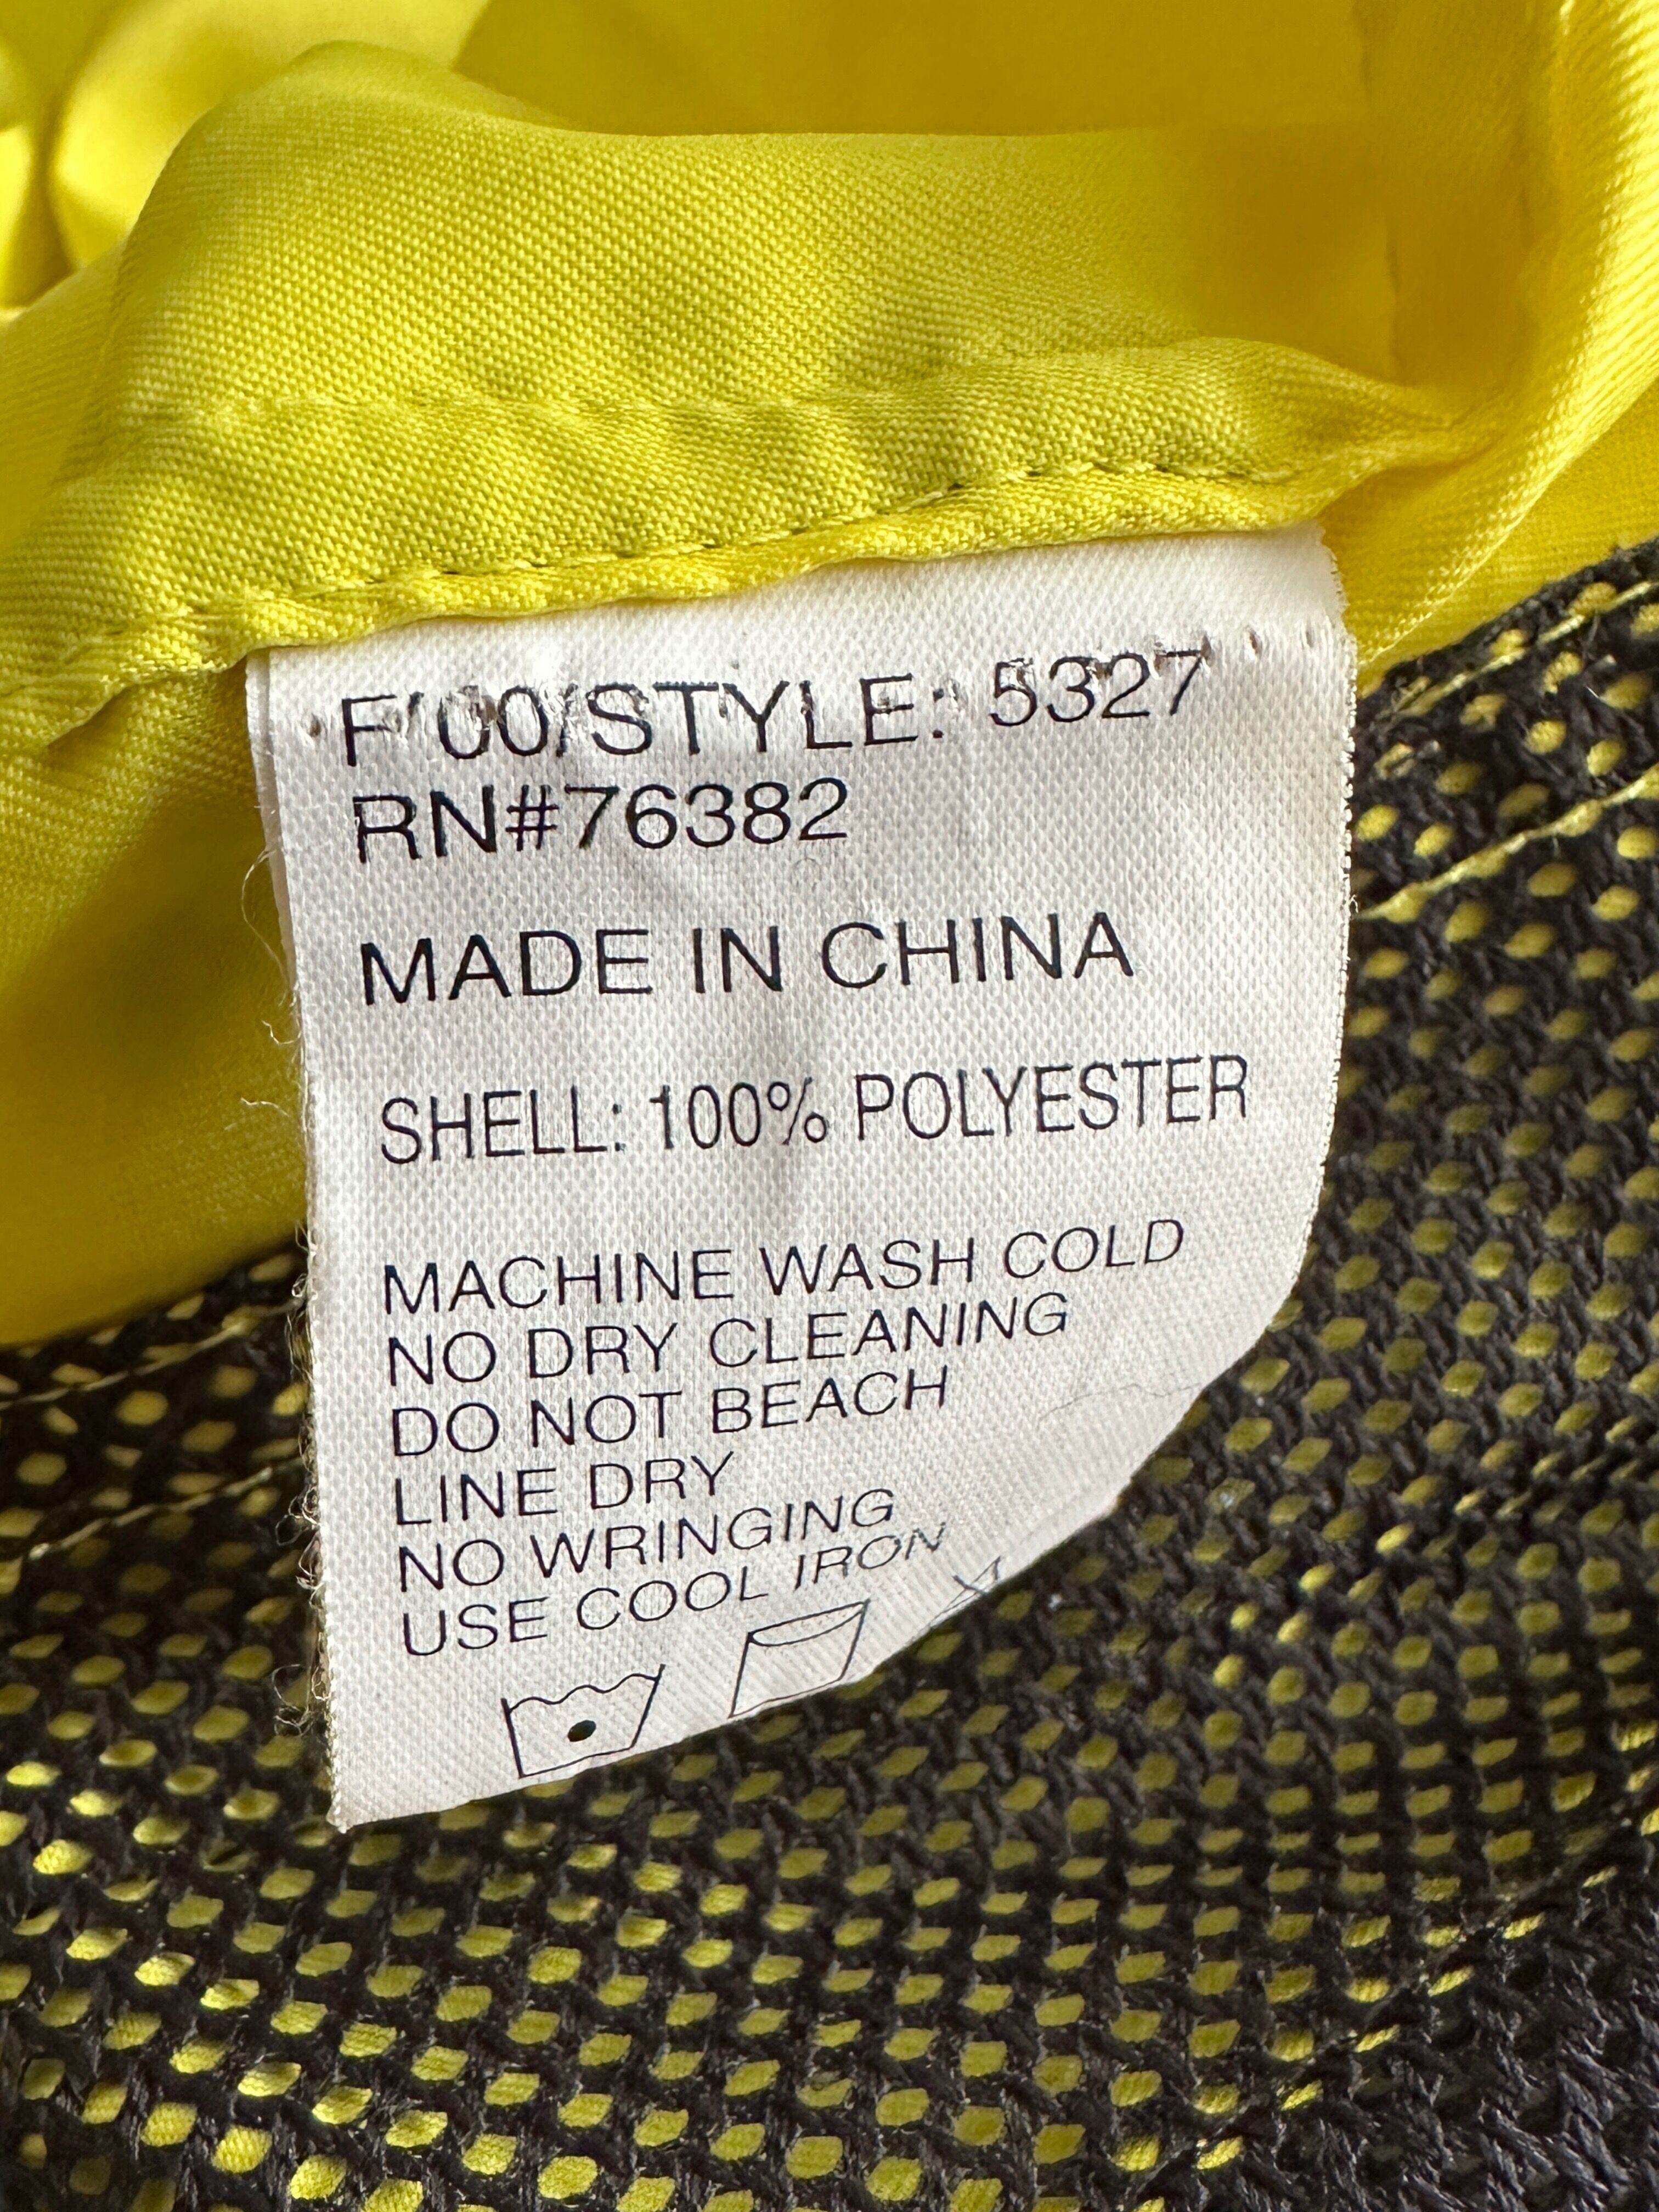 F'00/STYLE: 5327
RN#76382
MADE IN CHINA
SHELL: 100% POLYESTER
MACHINE WASH COLD
NO DRY CLEANING
DO NOT BEACH
LINE DRY
NO WRINGING
USE COOL IRON